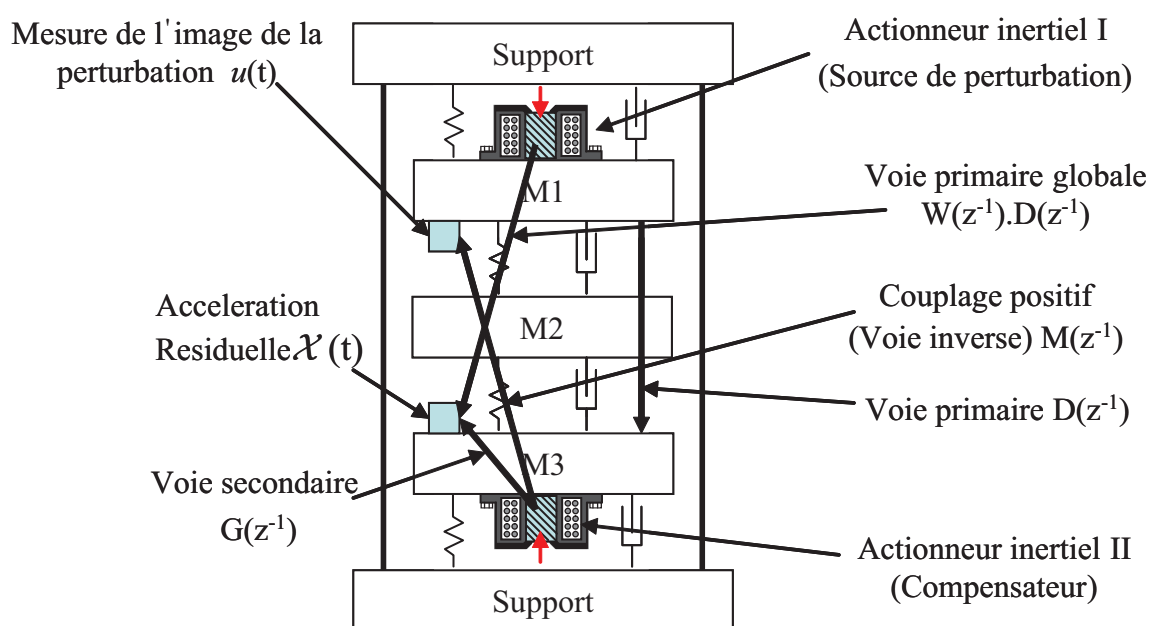 Mesure de l'image de la
perturbation u(t)
Support
Actionneur inertiel I
(Source de perturbation)
M1
Voie primaire globale
W(z⁻¹).D(z⁻¹)
Acceleration
Residuelle 𝒳 (t)
M2
Couplage positif
(Voie inverse) M(z⁻¹)
Voie primaire D(z⁻¹)
M3
Voie secondaire
G(z⁻¹)
Actionneur inertiel II
(Compensateur)
Support